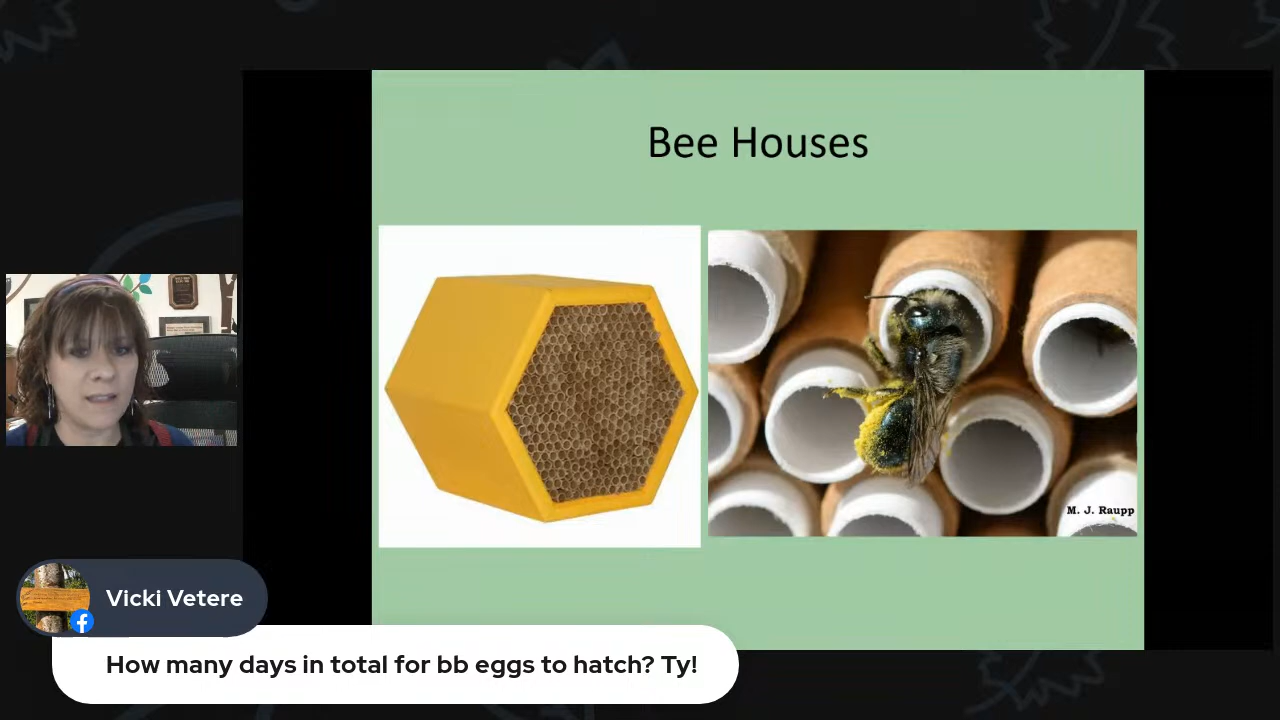 Bee Houses
M. J. Raupp
Vicki Vetere
How many days in total for bb eggs to hatch? Ty!